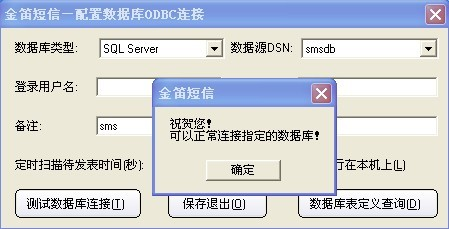 金笛短信－配置数据库ODBC连接
数据库类型: SQL Server 数据源DSN: smsdb
登录用户名:
金笛短信
祝贺您!
可以正常连接指定的数据库!
备注: sms
确定
定时扫描待发表时间(秒): 行在本机上(L)
测试数据库连接(T) 保存退出(O) 数据库表定义查询(D)